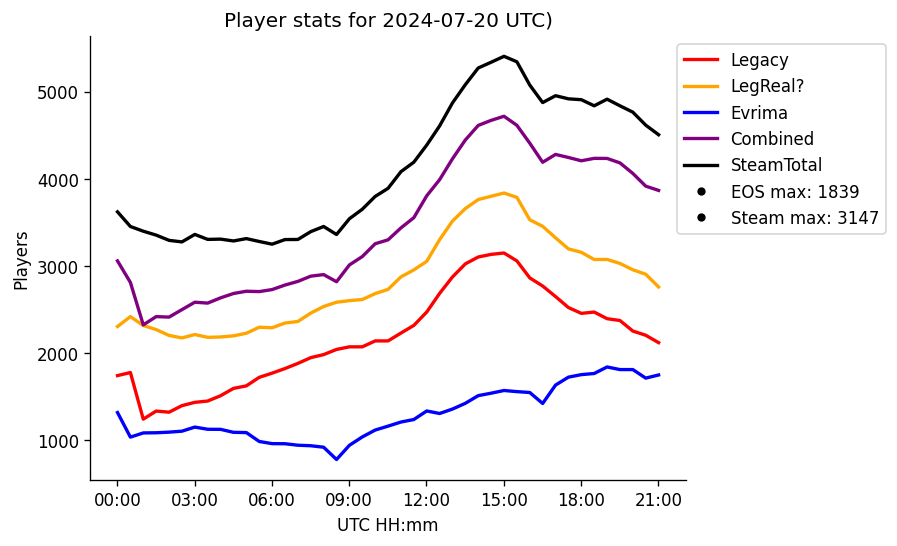 Player stats for 2024-07-20 UTC)
Players
5000
4000
3000
2000
1000
00:00 03:00 06:00 09:00 12:00 15:00 18:00 21:00
UTC HH:mm
Legacy
LegReal?
Evrima
Combined
SteamTotal
EOS max: 1839
Steam max: 3147